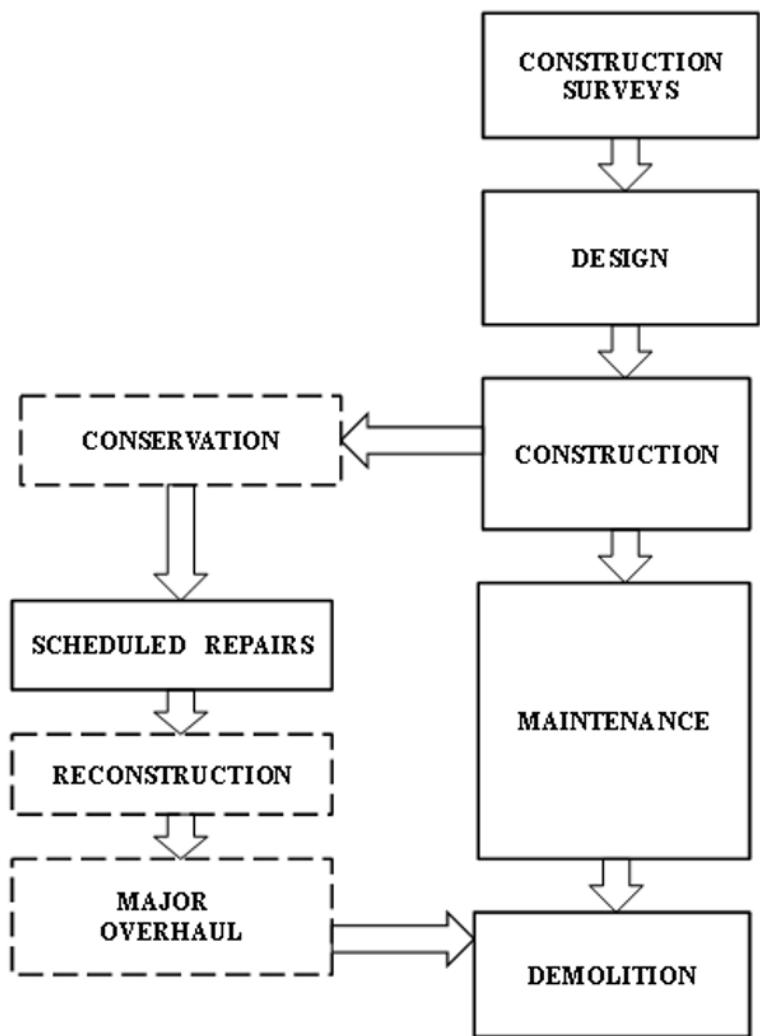 CONSTRUCTION
SURVEYS
DESIGN
CONSTRUCTION
CONSERVATION
SCHEDULED REPAIRS
RECONSTRUCTION
MAJOR
OVERHAUL
MAINTENANCE
DEMOLITION